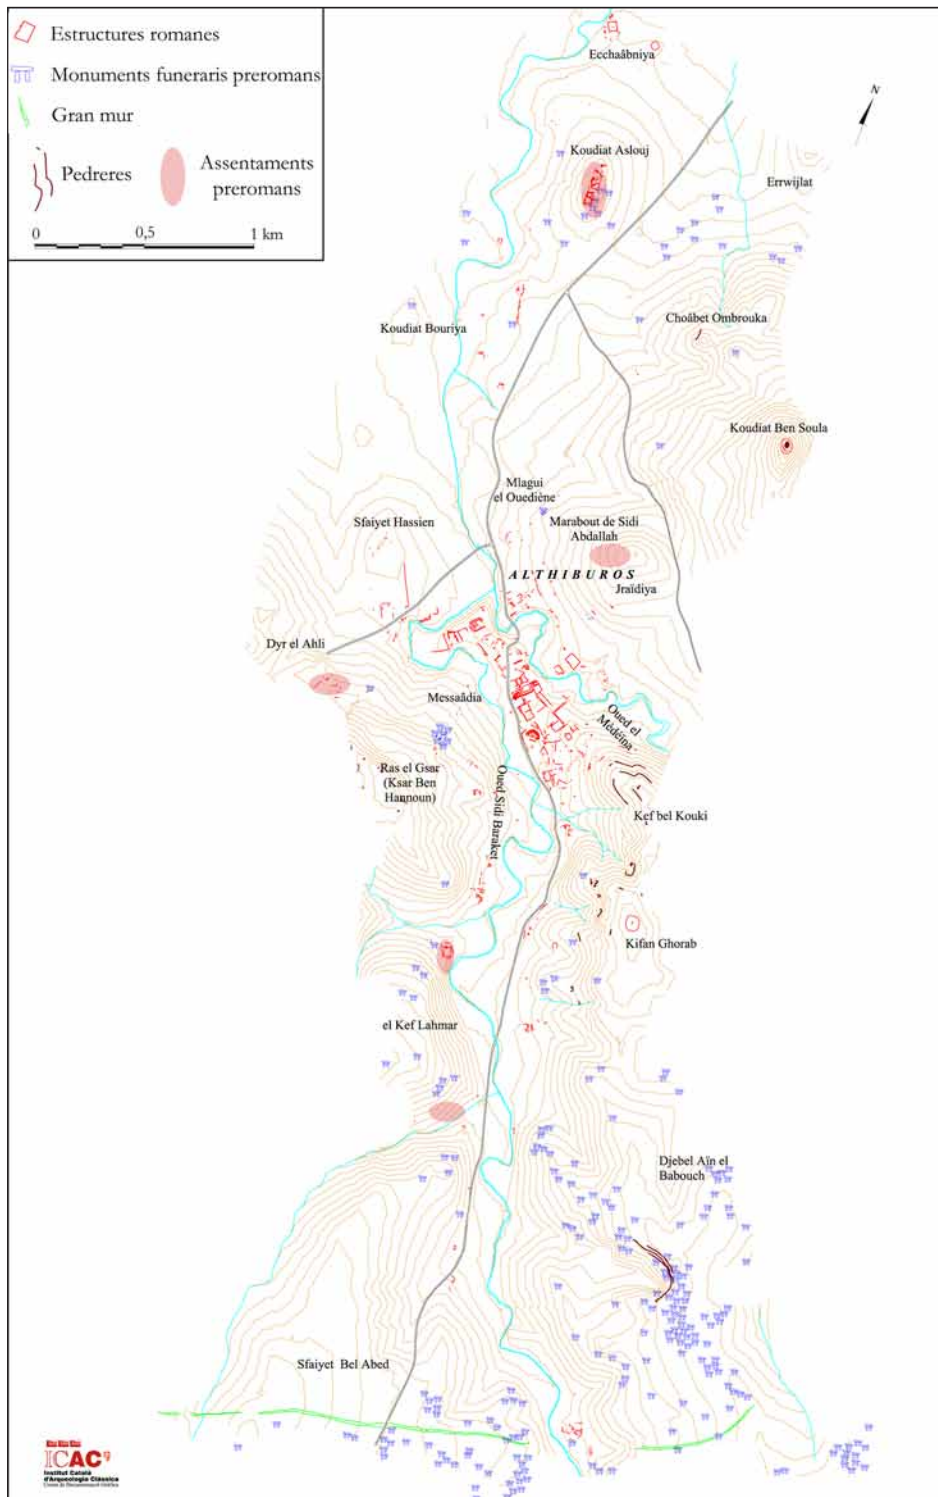 Estructures romanes
Monuments funeraris preromans
Gran mur
Pedreres
Assentaments
preromans
0
0,5
1 km
N
Ecchaâbniya
Koudiat Aslouj
Errwijlat
Koudiat Bouriya
Choâbet Ombrouka
Koudiat Ben Soula
Mlagui
el Ouediène
Sfaiyet Hassien
Marabout de Sidi
Abdallah
ALTHIBUROS
Jraïdiya
Dyr el Ahli
Messaâdia
Oued el
Mèdéïna
Ras el Gsar
(Ksar Ben
Hannoun)
Oued Sidi Baraket
Kef bel Kouki
Kifan Ghorab
el Kef Lahmar
Djebel Aïn el
Babouch
Sfaiyet Bel Abed
ICAC
Institut Català
d'Arqueologia Clàssica